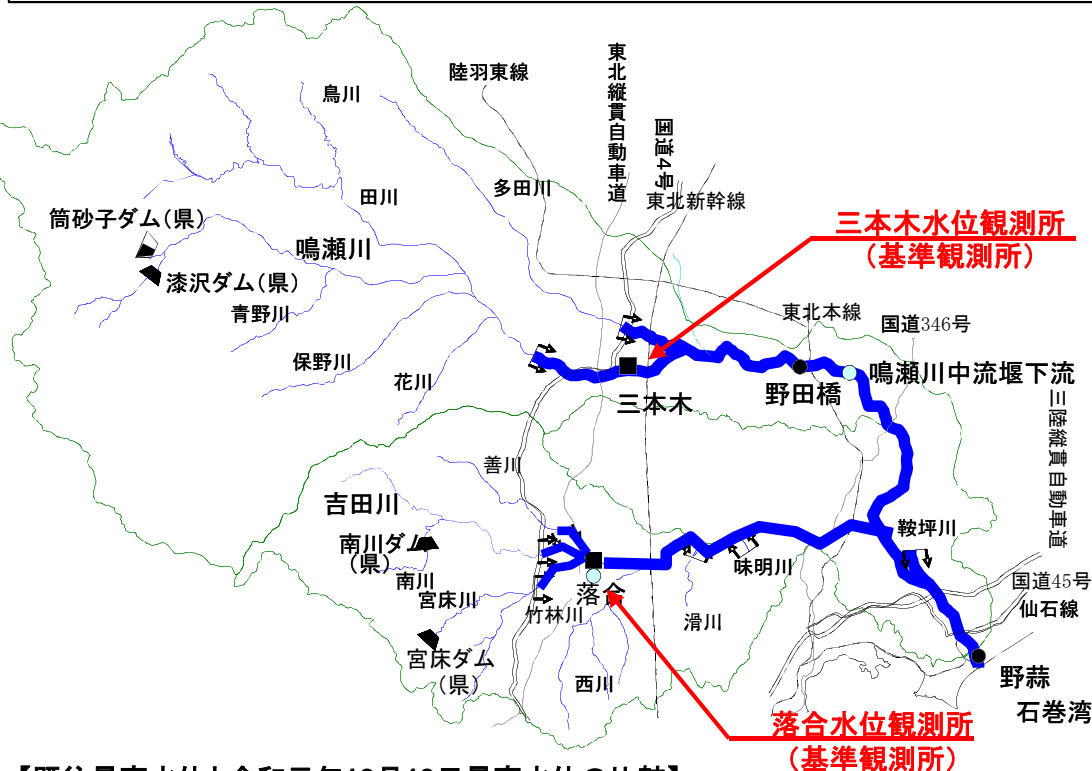 陸羽東線
東北縦貫自動車道
鳥川
国道4号
多田川
田川
東北新幹線
筒砂子ダム(県)
三本木水位観測所
(基準観測所)
鳴瀬川
漆沢ダム(県)
青野川
東北本線
国道346号
保野川
花川
鳴瀬川中流堰下流
野田橋
三本木
三陸縦貫自動車道
善川
吉田川
鞍坪川
南川ダム
(県)
味明川
南川
国道45号
宮床川
落合
仙石線
竹林川
滑川
宮床ダム
(県)
西川
野蒜
石巻湾
落合水位観測所
(基準観測所)